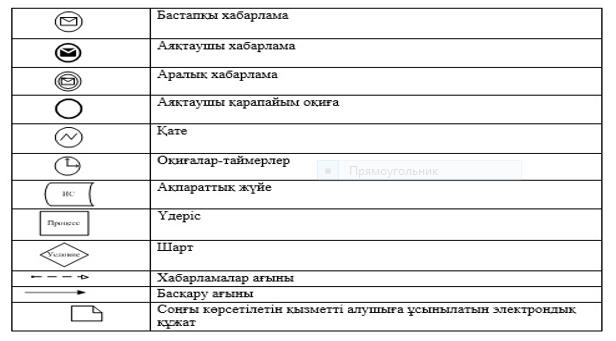 Бастапқы хабарлама
Аяқтаушы хабарлама
Аралық хабарлама
Аяқтаушы қарапайым оқиға
Қате
Оқиғалар-таймерлер
Прямоугольник
ИС
Ақпараттық жүйе
Процесс
Үдеріс
Условие
Шарт
Хабарламалар ағыны
Басқару ағыны
Соңғы көрсетілетін қызметті алушыға ұсынылатын электрондық
құжат